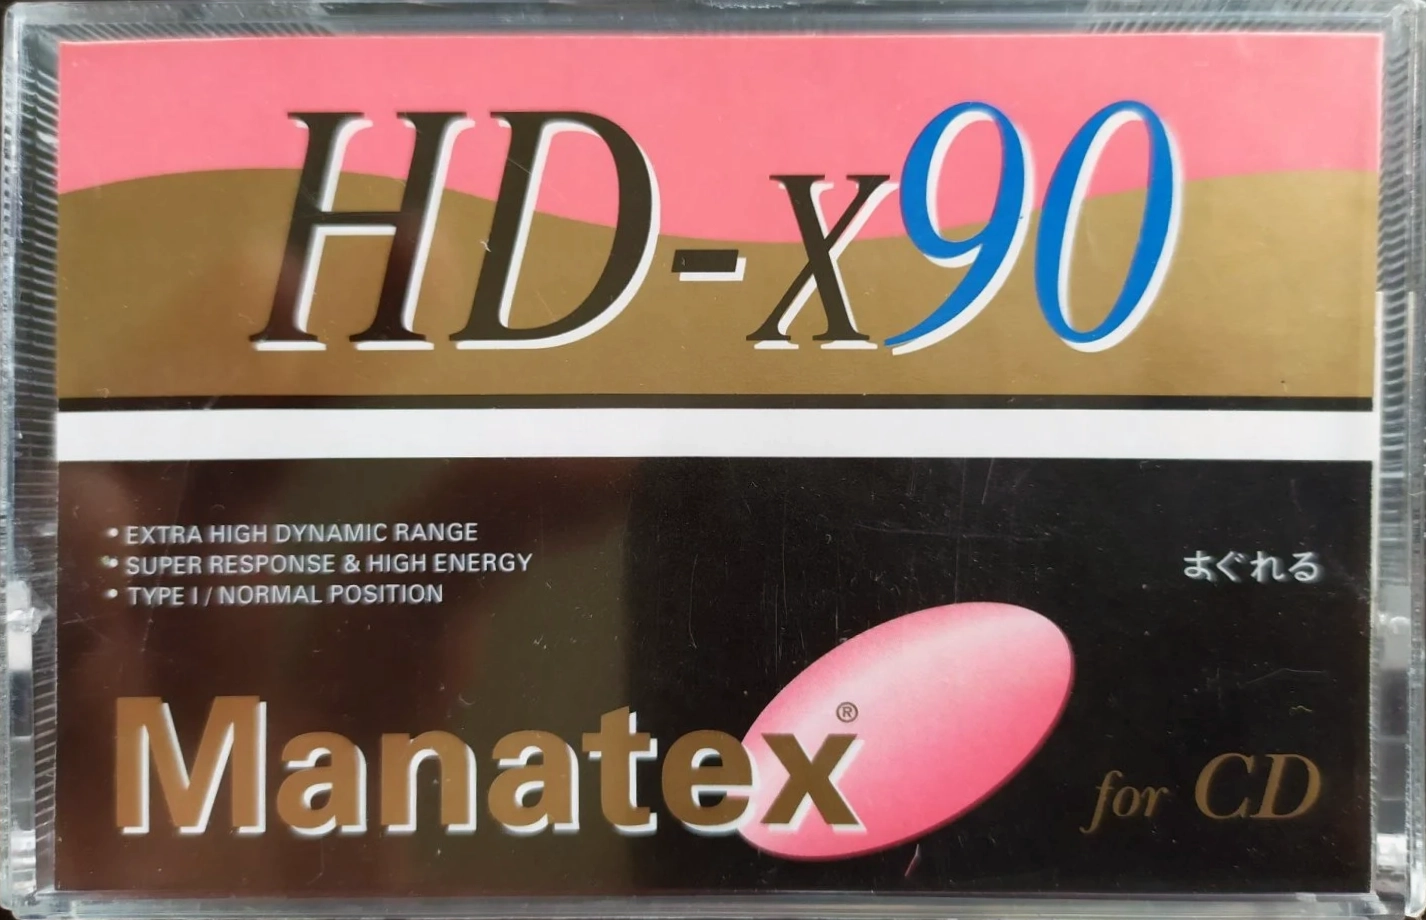 HD-x90
• EXTRA HIGH DYNAMIC RANGE
• SUPER RESPONSE & HIGH ENERGY
• TYPE I / NORMAL POSITION
まぐれる
Manatex®
for CD